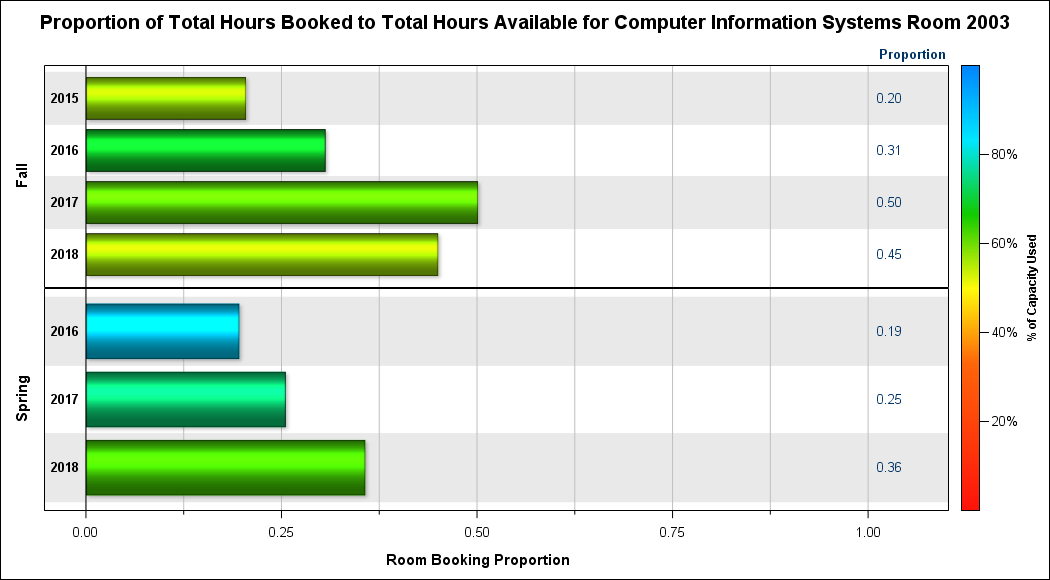 Proportion of Total Hours Booked to Total Hours Available for Computer Information Systems Room 2003
Proportion
Fall
2015 0.20
2016 0.31
2017 0.50
2018 0.45
Spring
2016 0.19
2017 0.25
2018 0.36
0.00 0.25 0.50 0.75 1.00
Room Booking Proportion
80%
60%
40%
20%
% of Capacity Used